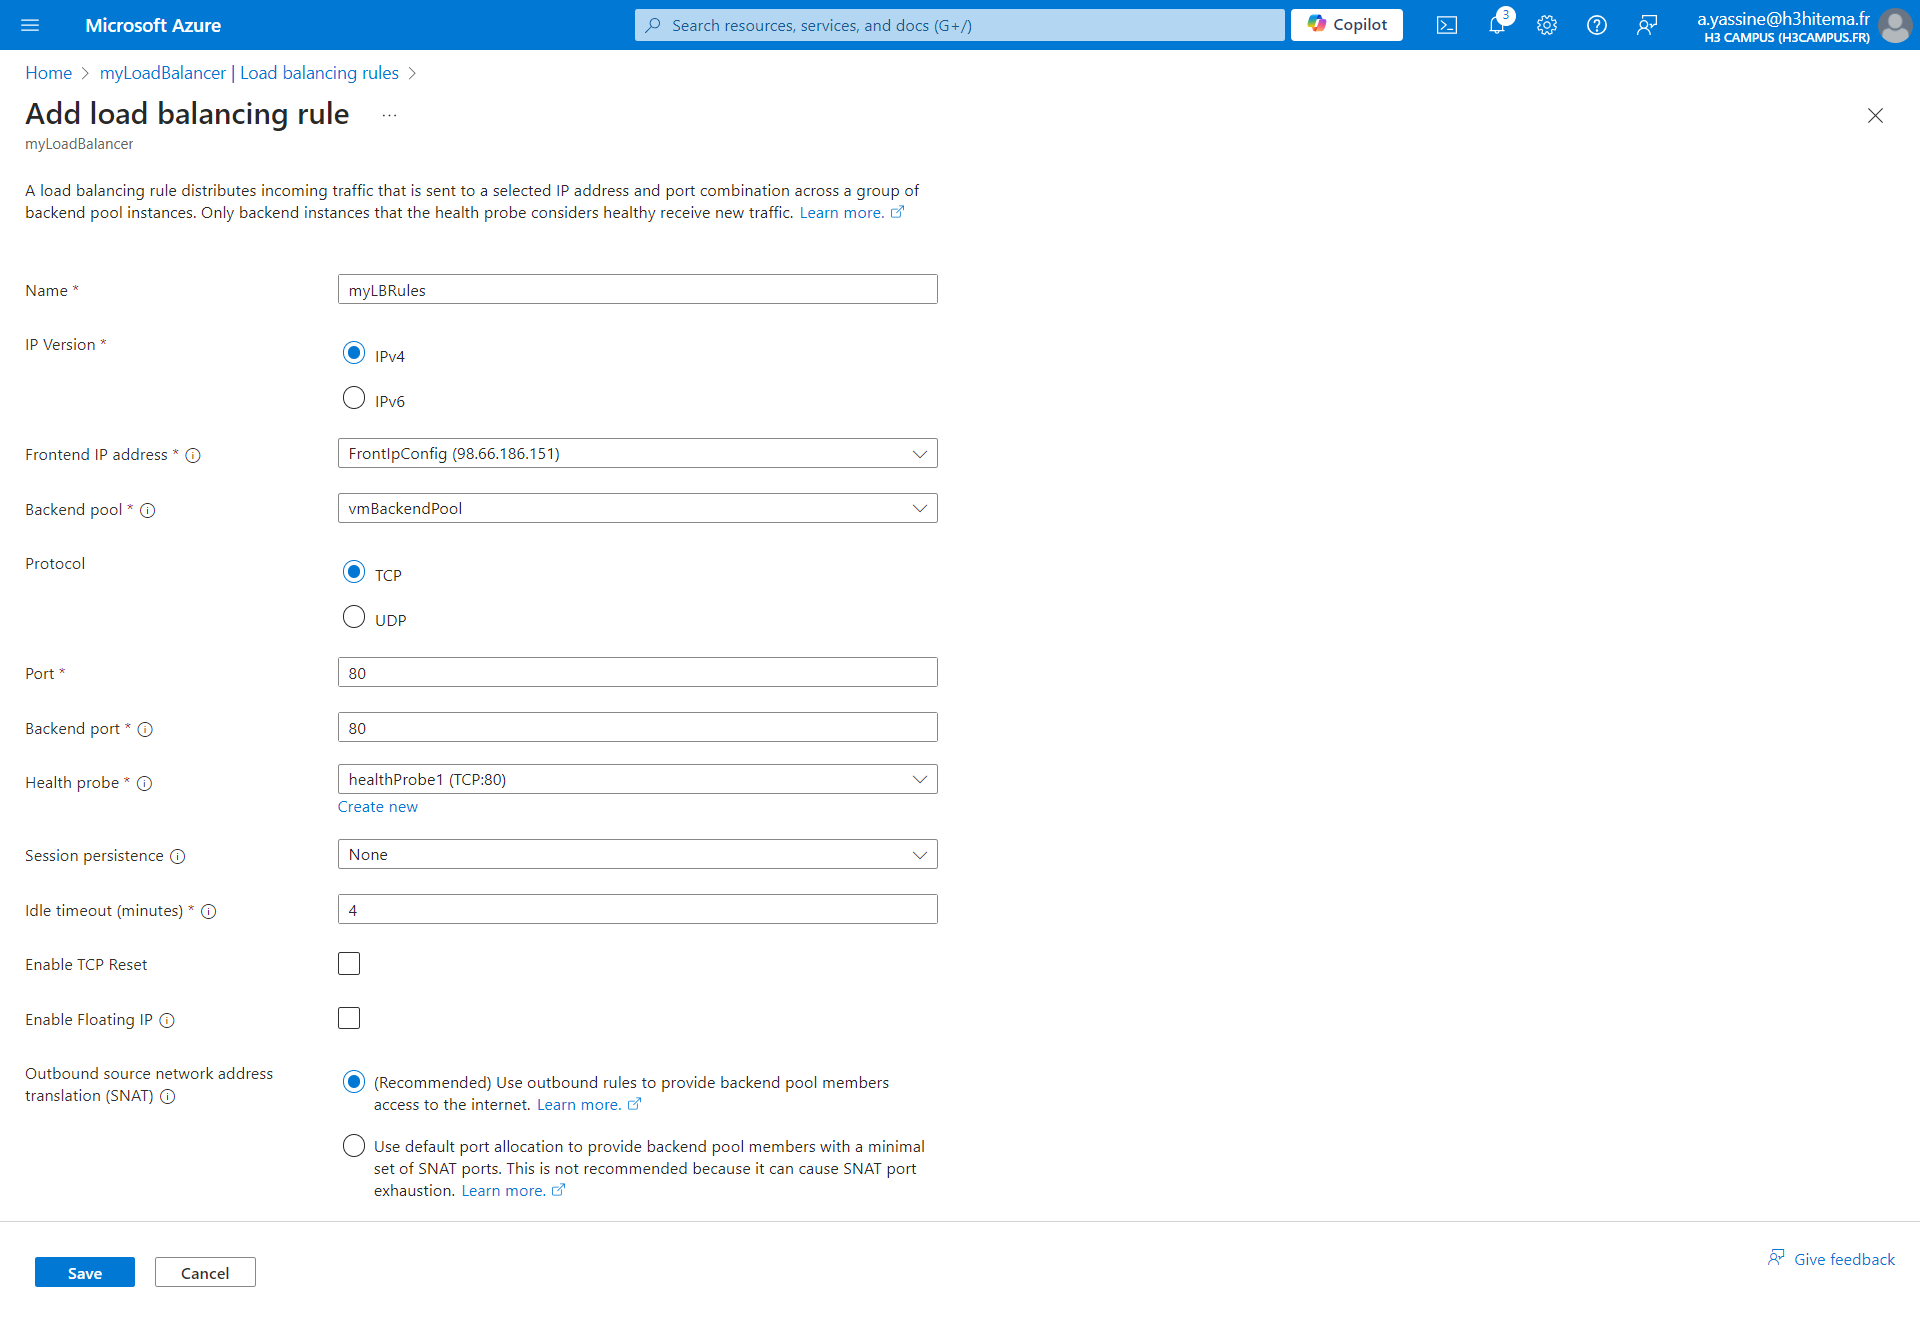 Microsoft Azure
Search resources, services, and docs (G+/)
Copilot
3
a.yassine@h3hitema.fr
H3 CAMPUS (H3CAMPUS.FR)
Home
myLoadBalancer | Load balancing rules
Add load balancing rule
...
myLoadBalancer
A load balancing rule distributes incoming traffic that is sent to a selected IP address and port combination across a group of
backend pool instances. Only backend instances that the health probe considers healthy receive new traffic. Learn more.
Name *
myLBRules
IP Version *
IPv4
IPv6
Frontend IP address *
FrontIpConfig (98.66.186.151)
Backend pool *
vmBackendPool
Protocol
TCP
UDP
Port *
80
Backend port *
80
Health probe *
healthProbe1 (TCP:80)
Create new
Session persistence
None
Idle timeout (minutes) *
4
Enable TCP Reset
Enable Floating IP
Outbound source network address
translation (SNAT)
(Recommended) Use outbound rules to provide backend pool members
access to the internet. Learn more.
Use default port allocation to provide backend pool members with a minimal
set of SNAT ports. This is not recommended because it can cause SNAT port
exhaustion. Learn more.
Save
Cancel
Give feedback